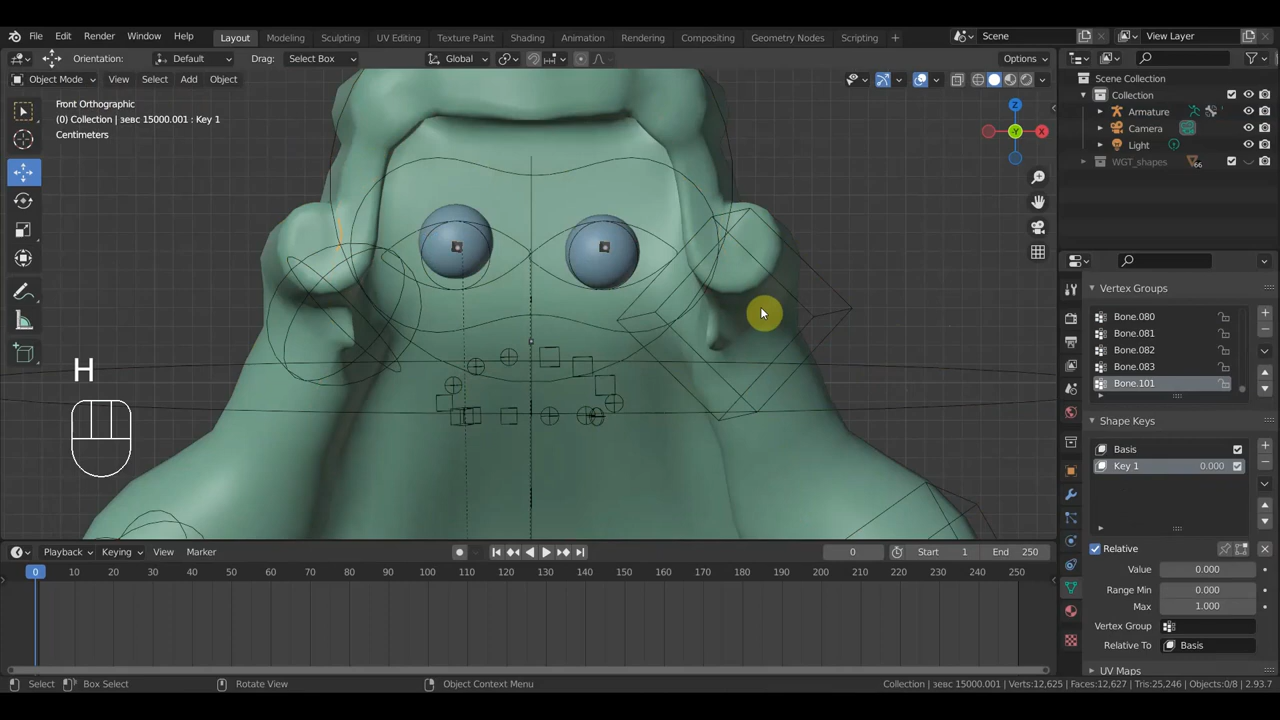 File Edit Render Window Help Layout Modeling Sculpting UV Editing Texture Paint Shading Animation Rendering Compositing Geometry Nodes Scripting + Scene View Layer
Orientation: Default Drag: Select Box Global Options
Object Mode View Select Add Object
Front Orthographic
(0) Collection | зевс 15000.001 : Key 1
Centimeters
Z
Y
X
H
Scene Collection
Collection
Armature
Camera
Light
WGT_shapes 66
Vertex Groups
Bone.080
Bone.081
Bone.082
Bone.083
Bone.101
Shape Keys
Basis
Key 1 0.000
Relative
Value 0.000
Range Min 0.000
Max 1.000
Vertex Group
Relative To Basis
UV Maps
Playback Keying View Marker 0 Start 1 End 250
0 10 20 30 40 50 60 70 80 90 100 110 120 130 140 150 160 170 180 190 200 210 220 230 240 250
Select Box Select Rotate View Object Context Menu Collection | зевс 15000.001 | Verts:12,625 | Faces:12,627 | Tris:25,246 | Objects:0/8 | 2.93.7